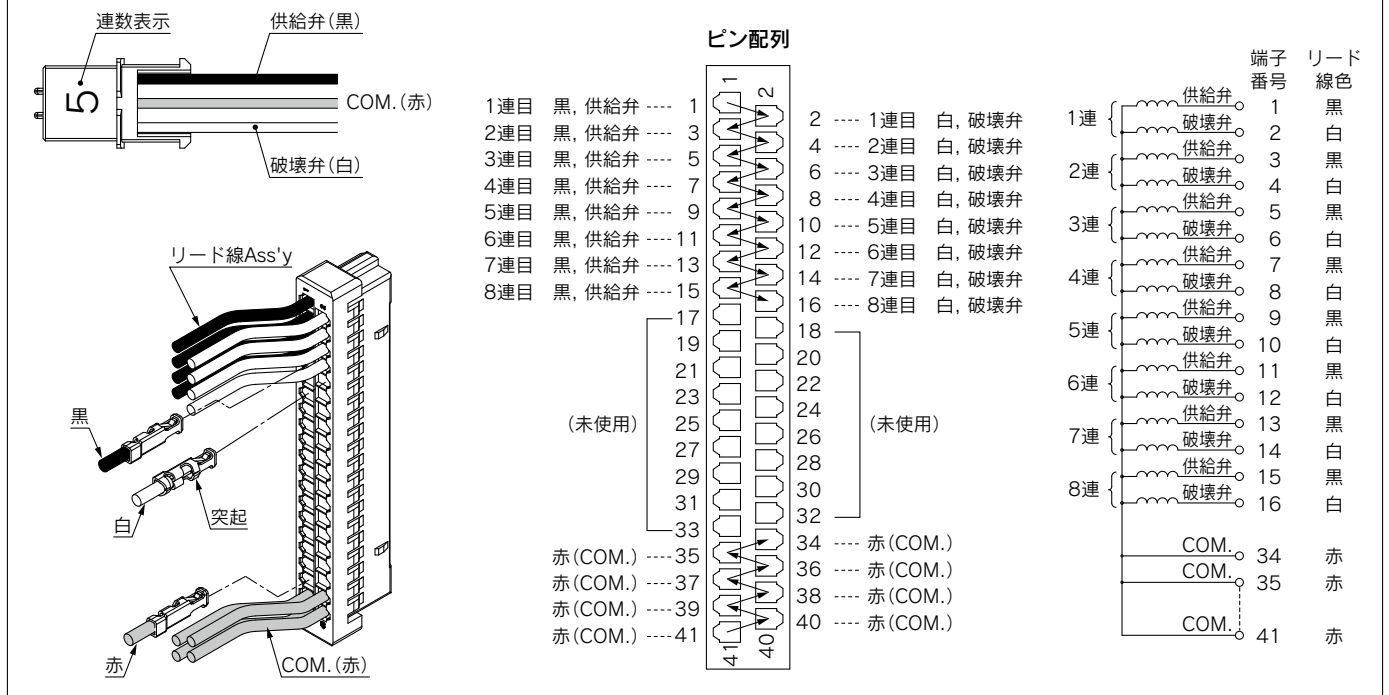 連数表示
供給弁(黒)
5
COM.(赤)
破壊弁(白)
リード線Ass'y
黒
白
突起
赤
COM.(赤)
ピン配列
1
2
1連目 黒, 供給弁 ---- 1
2連目 黒, 供給弁 ---- 3
3連目 黒, 供給弁 ---- 5
4連目 黒, 供給弁 ---- 7
5連目 黒, 供給弁 ---- 9
6連目 黒, 供給弁 ---- 11
7連目 黒, 供給弁 ---- 13
8連目 黒, 供給弁 ---- 15
17
19
21
23
25
27
29
31
33
(未使用)
赤(COM.) ---- 35
赤(COM.) ---- 37
赤(COM.) ---- 39
赤(COM.) ---- 41
2 ---- 1連目 白, 破壊弁
4 ---- 2連目 白, 破壊弁
6 ---- 3連目 白, 破壊弁
8 ---- 4連目 白, 破壊弁
10 ---- 5連目 白, 破壊弁
12 ---- 6連目 白, 破壊弁
14 ---- 7連目 白, 破壊弁
16 ---- 8連目 白, 破壊弁
18
20
22
24
26
28
30
32
(未使用)
34 ---- 赤(COM.)
36 ---- 赤(COM.)
38 ---- 赤(COM.)
40 ---- 赤(COM.)
41
40
端子 リード
番号 線色
1連
供給弁 1 黒
破壊弁 2 白
2連
供給弁 3 黒
破壊弁 4 白
3連
供給弁 5 黒
破壊弁 6 白
4連
供給弁 7 黒
破壊弁 8 白
5連
供給弁 9 黒
破壊弁 10 白
6連
供給弁 11 黒
破壊弁 12 白
7連
供給弁 13 黒
破壊弁 14 白
8連
供給弁 15 黒
破壊弁 16 白
COM. 34 赤
COM. 35 赤
COM. 41 赤